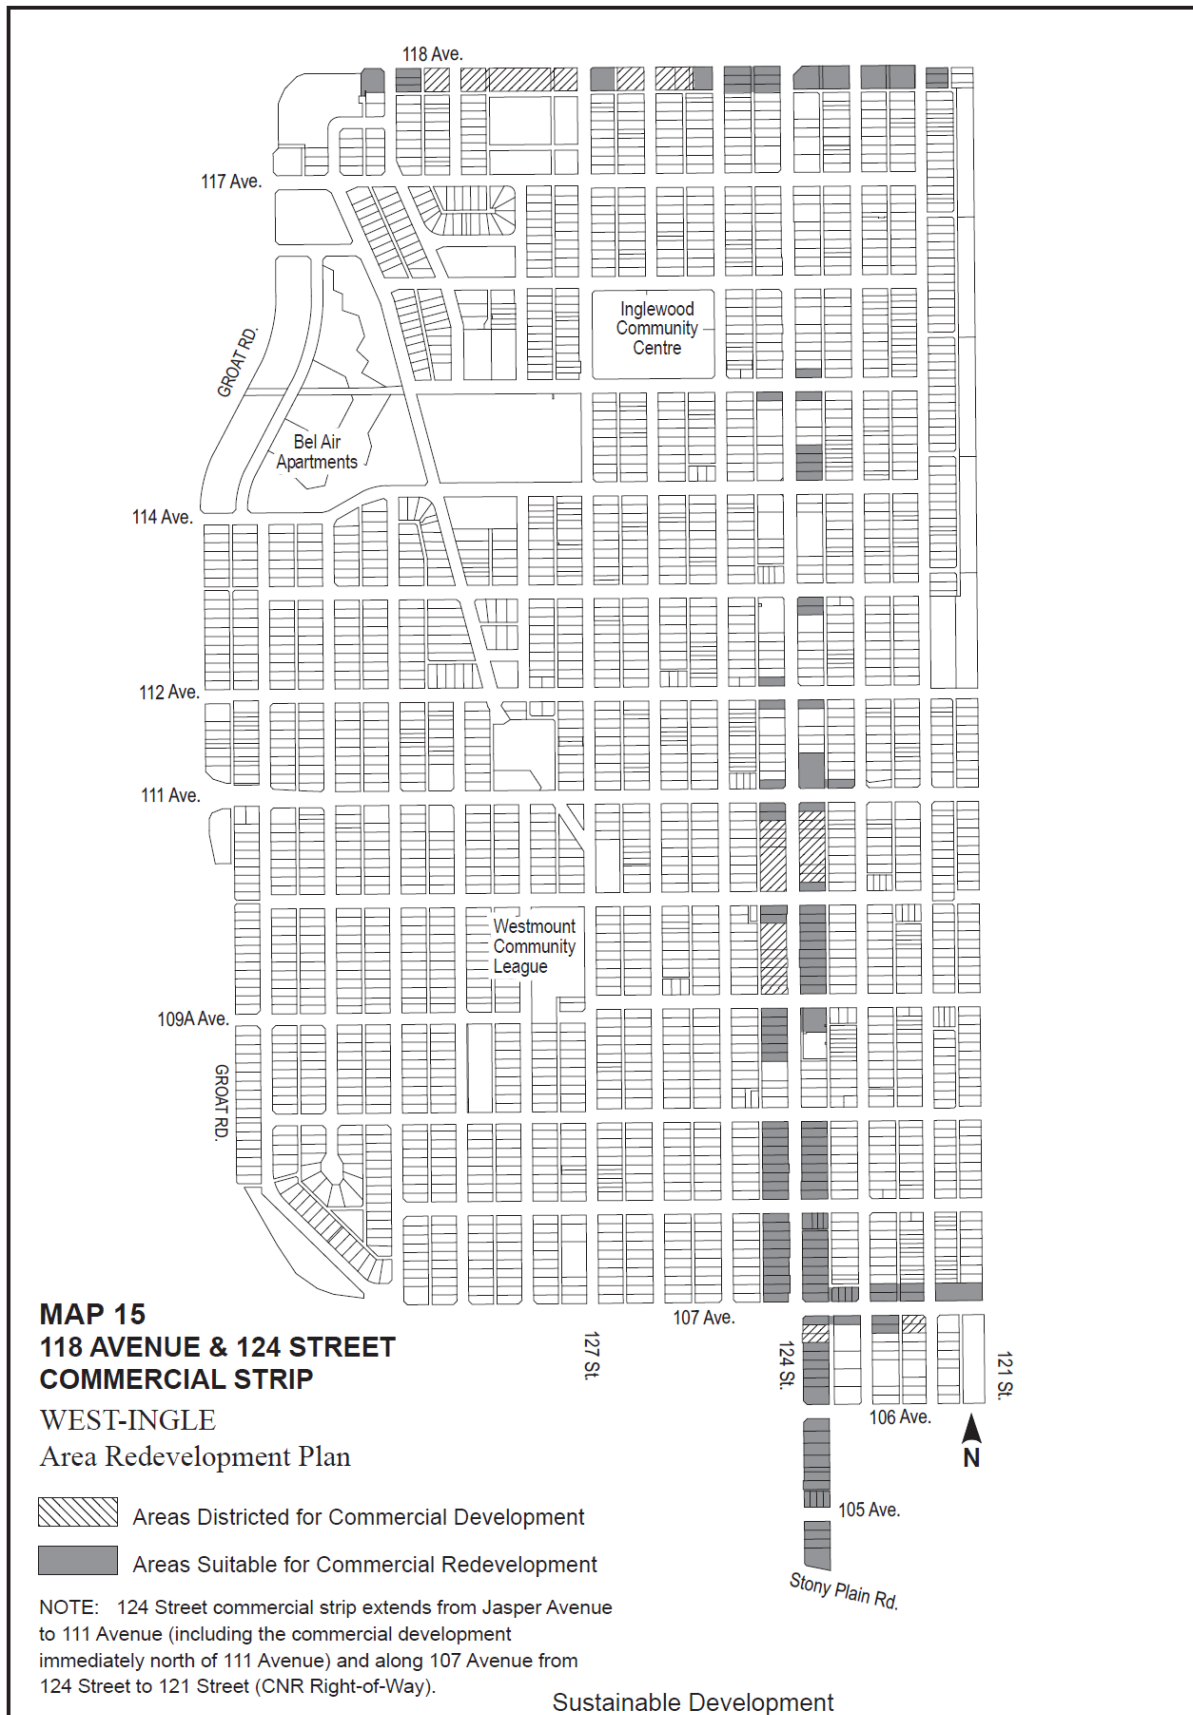 118 Ave.
117 Ave.
Inglewood
Community
Centre
GROAT RD.
Bel Air
Apartments
114 Ave.
112 Ave.
111 Ave.
Westmount
Community
League
109A Ave.
GROAT RD.
MAP 15
118 AVENUE & 124 STREET
COMMERCIAL STRIP
WEST-INGLE
Area Redevelopment Plan
107 Ave.
127 St.
124 St.
121 St.
106 Ave.
N
105 Ave.
Stony Plain Rd.
Areas Districted for Commercial Development
Areas Suitable for Commercial Redevelopment
NOTE: 124 Street commercial strip extends from Jasper Avenue
to 111 Avenue (including the commercial development
immediately north of 111 Avenue) and along 107 Avenue from
124 Street to 121 Street (CNR Right-of-Way).
Sustainable Development